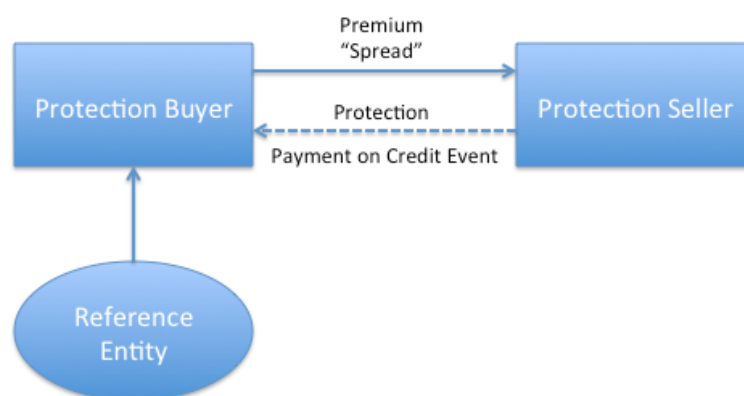 Premium
“Spread”
Protection Buyer
Protection
Protection Seller
Payment on Credit Event
Reference
Entity